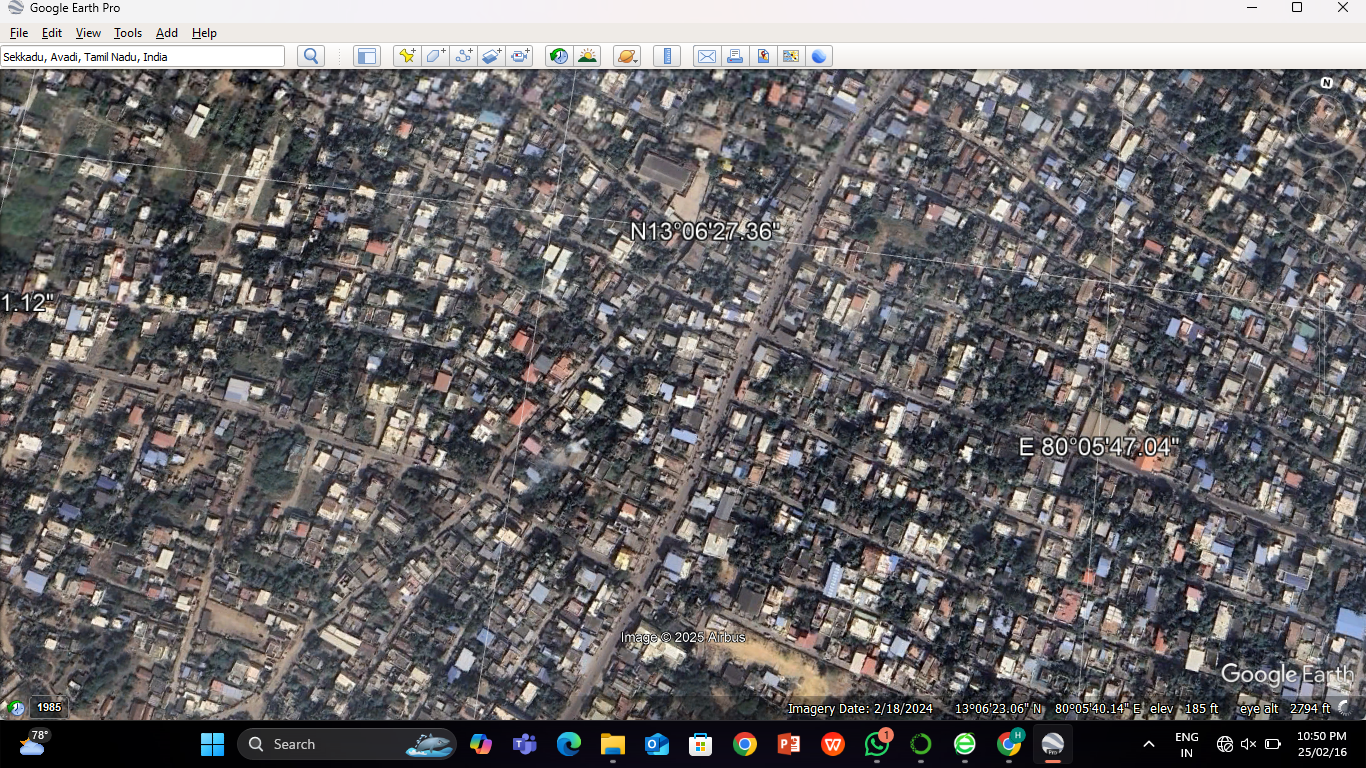 Google Earth Pro
File Edit View Tools Add Help
Sekkadu, Avadi, Tamil Nadu, India
N
N13°06'27.36"
1.12"
E 80°05'47.04"
Image © 2025 Airbus
Google Earth
1985
Imagery Date: 2/18/2024 13°06'23.06" N 80°05'40.14" E elev 185 ft eye alt 2794 ft
78°
Search
1
H
Pro
ENG
IN
10:50 PM
25/02/16